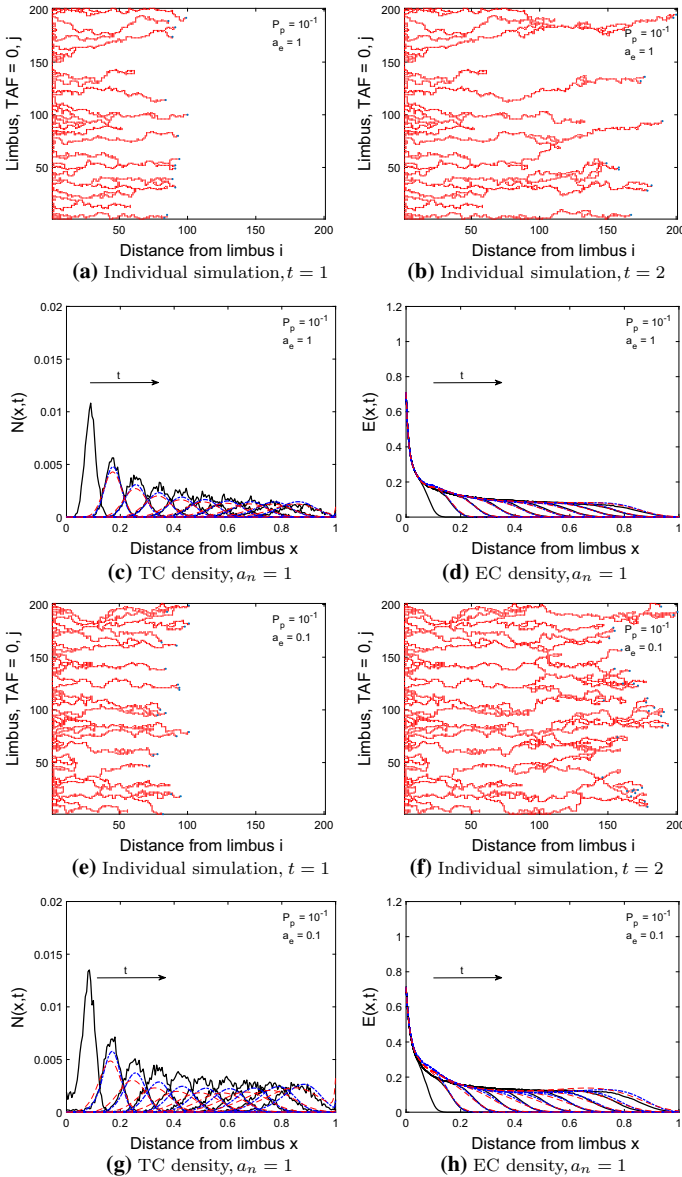 200
150
100
50
Limbus, TAF = 0, j
P_p = 10^-1
a_e = 1
50 100 150 200
Distance from limbus i
(a) Individual simulation, t = 1
200
150
100
50
Limbus, TAF = 0, j
P_p = 10^-1
a_e = 1
50 100 150 200
Distance from limbus i
(b) Individual simulation, t = 2
0.02
0.015
0.01
0.005
0
N(x,t)
P_p = 10^-1
a_e = 1
t
0 0.2 0.4 0.6 0.8 1
Distance from limbus x
(c) TC density, a_n = 1
1.2
1
0.8
0.6
0.4
0.2
0
E(x,t)
P_p = 10^-1
a_e = 1
t
0 0.2 0.4 0.6 0.8 1
Distance from limbus x
(d) EC density, a_n = 1
200
150
100
50
Limbus, TAF = 0, j
P_p = 10^-1
a_e = 0.1
50 100 150 200
Distance from limbus i
(e) Individual simulation, t = 1
200
150
100
50
Limbus, TAF = 0, j
P_p = 10^-1
a_e = 0.1
50 100 150 200
Distance from limbus i
(f) Individual simulation, t = 2
0.02
0.015
0.01
0.005
0
N(x,t)
P_p = 10^-1
a_e = 0.1
t
0 0.2 0.4 0.6 0.8 1
Distance from limbus x
(g) TC density, a_n = 1
1.2
1
0.8
0.6
0.4
0.2
0
E(x,t)
P_p = 10^-1
a_e = 0.1
t
0 0.2 0.4 0.6 0.8 1
Distance from limbus x
(h) EC density, a_n = 1